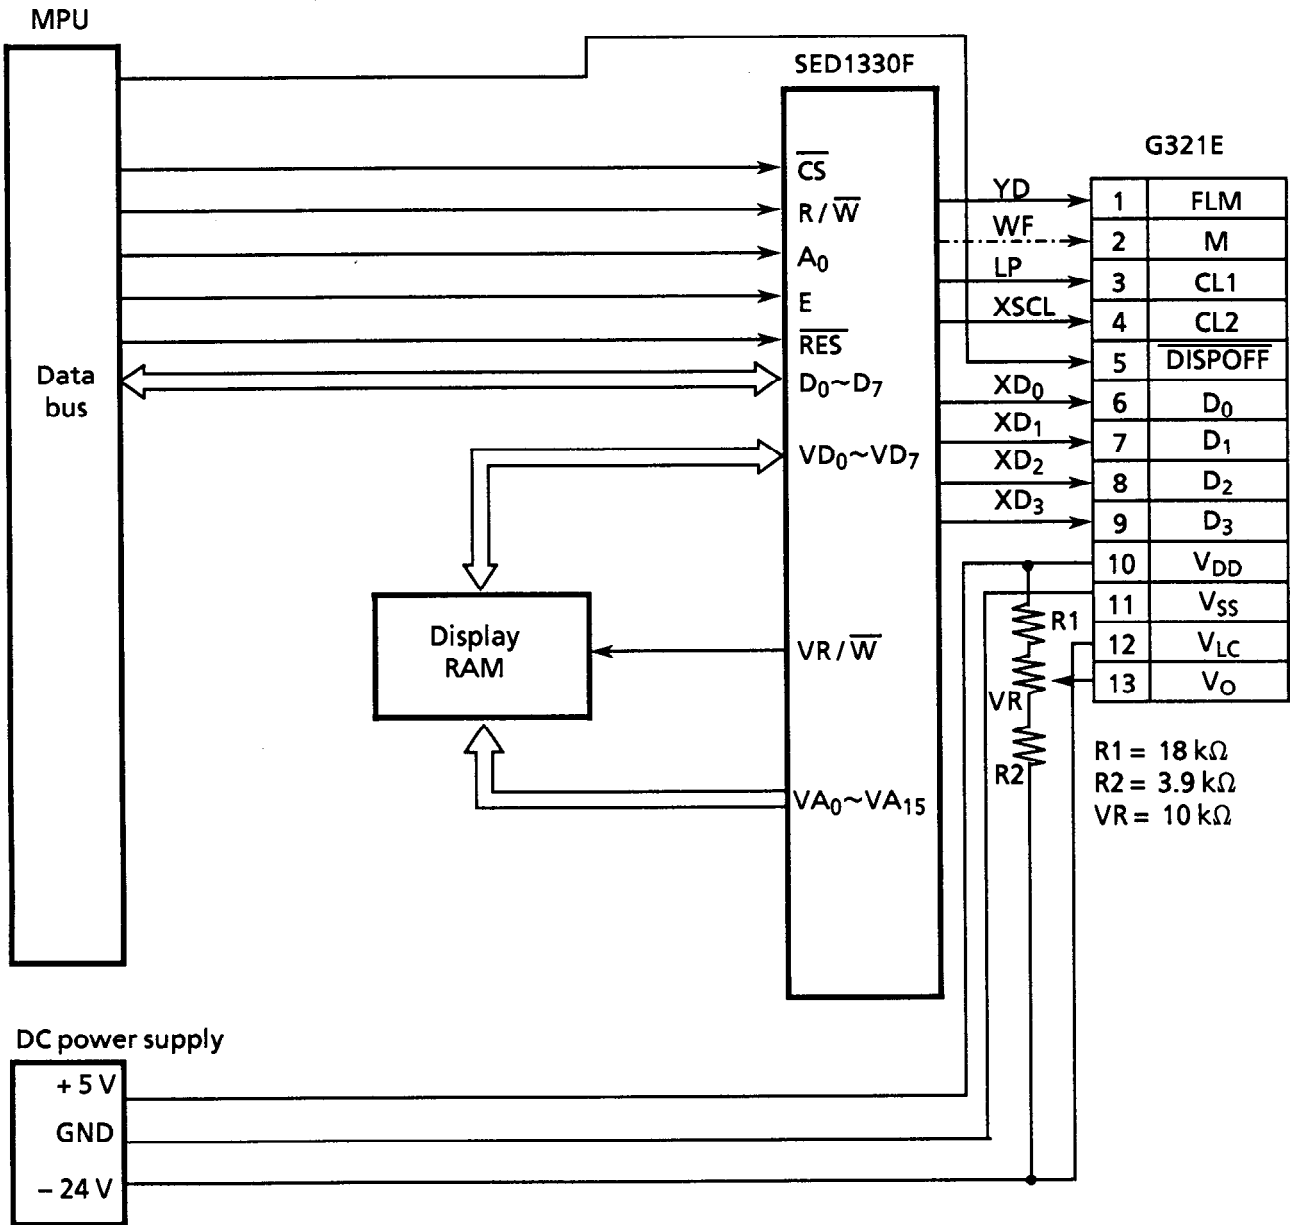 MPU
SED1330F
G321E
CS
R/W
A0
E
RES
D0~D7
VD0~VD7
VR/W
VA0~VA15
Data
bus
Display
RAM
YD
WF
LP
XSCL
XD0
XD1
XD2
XD3
1 FLM
2 M
3 CL1
4 CL2
5 DISPOFF
6 D0
7 D1
8 D2
9 D3
10 VDD
11 VSS
12 VLC
13 VO
R1
VR
R2
R1 = 18 kΩ
R2 = 3.9 kΩ
VR = 10 kΩ
DC power supply
+ 5 V
GND
– 24 V